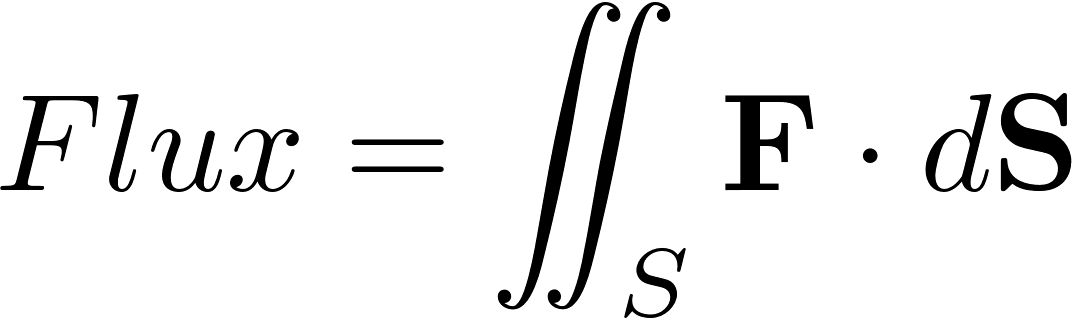 Flux = ∬_S F · dS